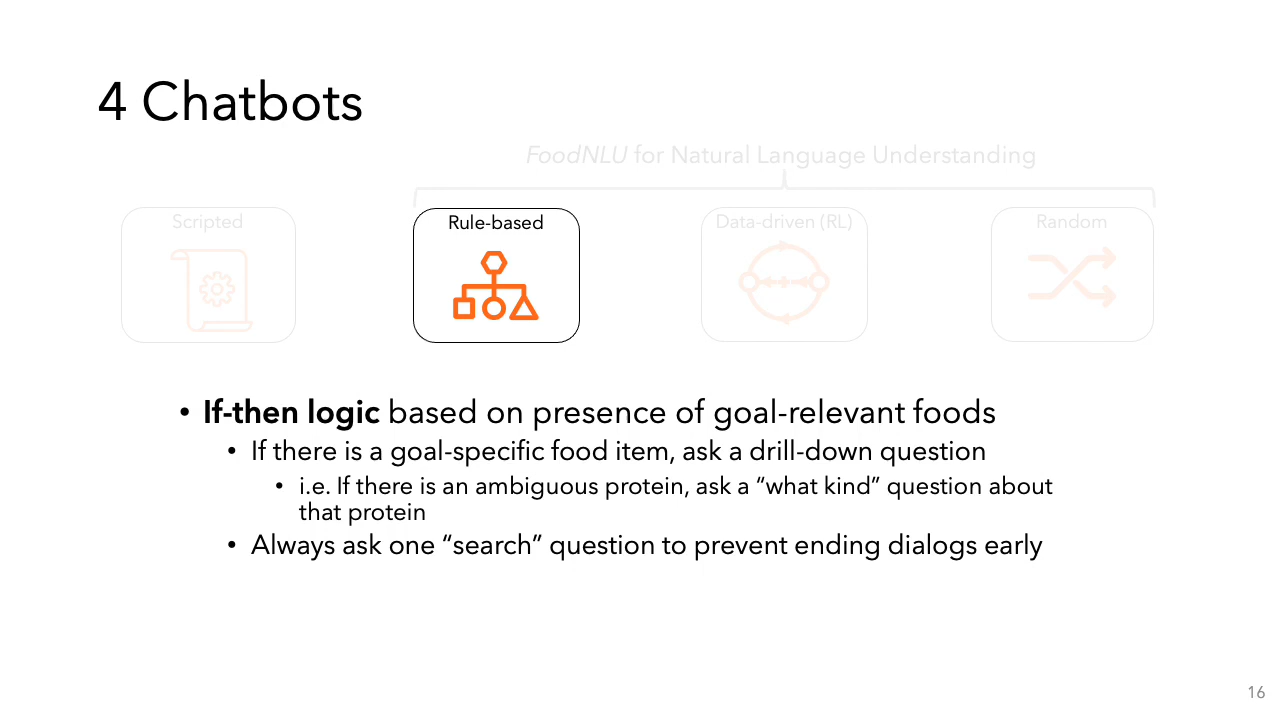 4 Chatbots
FoodNLU for Natural Language Understanding
Scripted
Rule-based
Data-driven (RL)
Random
• If-then logic based on presence of goal-relevant foods
• If there is a goal-specific food item, ask a drill-down question
• i.e. If there is an ambiguous protein, ask a “what kind” question about
that protein
• Always ask one “search” question to prevent ending dialogs early
16